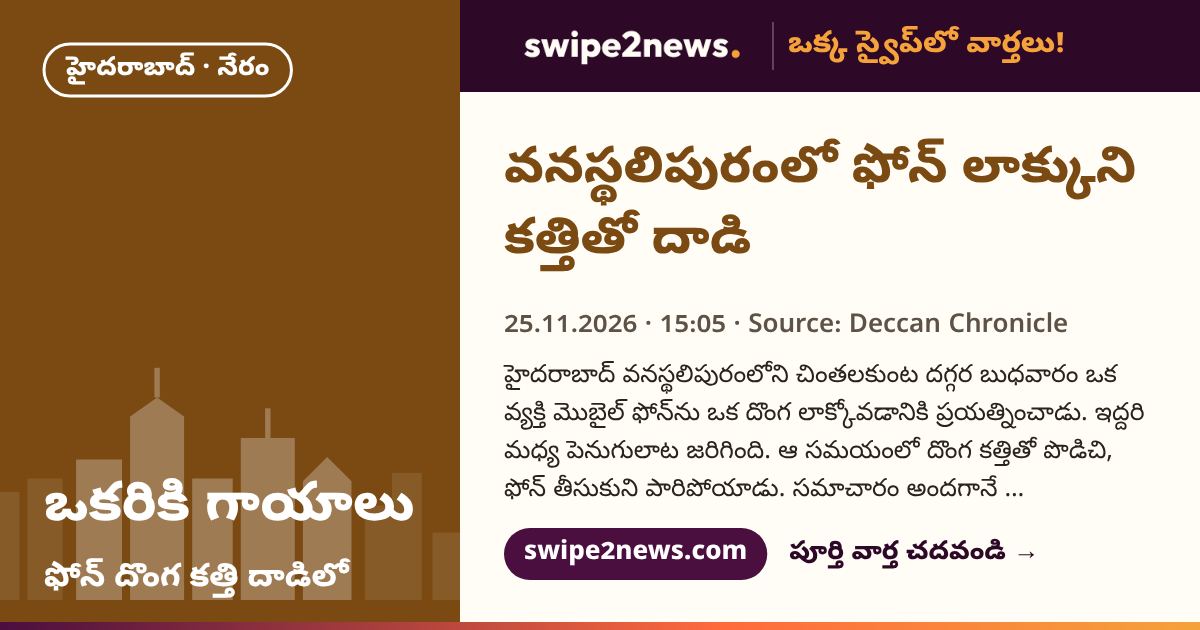 హైదరాబాద్ · నేరం
ఒకరికి గాయాలు
ఫోన్ దొంగ కత్తి దాడిలో
swipe2news.
ఒక్క స్వైప్‌లో వార్తలు!
వనస్థలిపురంలో ఫోన్ లాక్కుని
కత్తితో దాడి
25.11.2026 · 15:05 · Source: Deccan Chronicle
హైదరాబాద్ వనస్థలిపురంలోని చింతలకుంట దగ్గర బుధవారం ఒక
వ్యక్తి మొబైల్ ఫోన్‌ను ఒక దొంగ లాక్కోవడానికి ప్రయత్నించాడు. ఇద్దరి
మధ్య పెనుగులాట జరిగింది. ఆ సమయంలో దొంగ కత్తితో పొడిచి,
ఫోన్ తీసుకుని పారిపోయాడు. సమాచారం అందగానే ...
swipe2news.com
పూర్తి వార్త చదవండి →